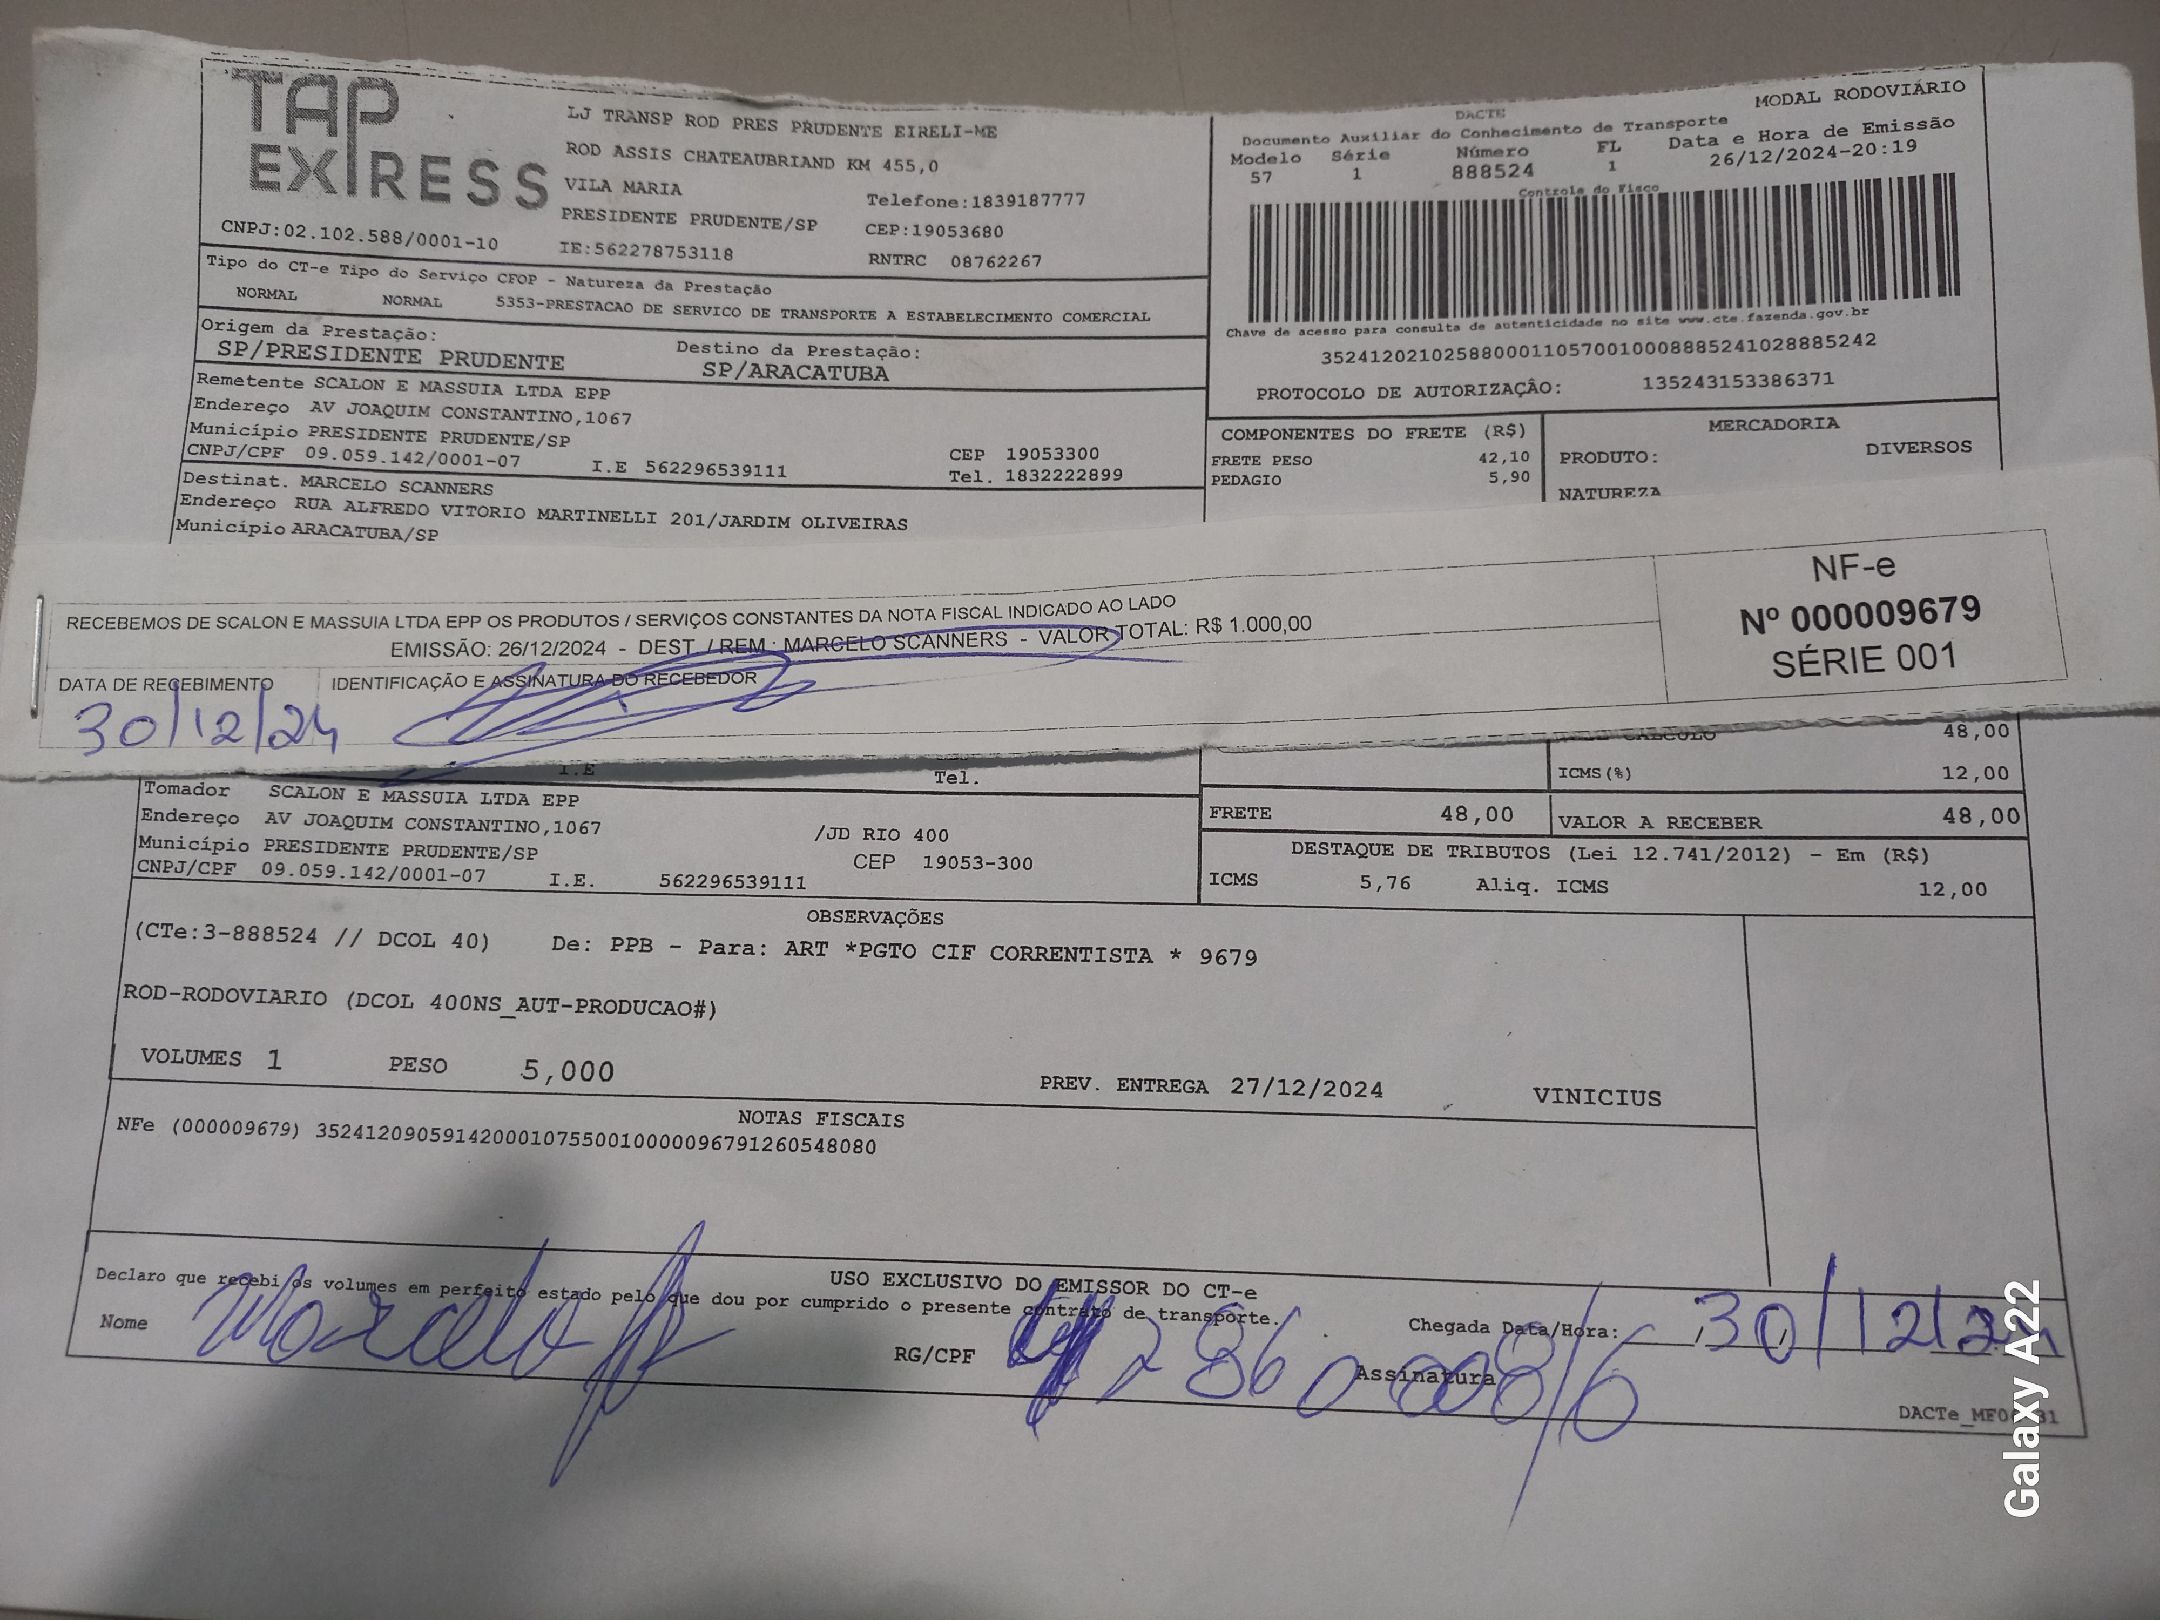 TAP
EXPRESS
CNPJ:02.102.588/0001-10
LJ TRANSP ROD PRES PRUDENTE EIRELI-ME
ROD ASSIS CHATEAUBRIAND KM 455,0
VILA MARIA
Telefone:1839187777
PRESIDENTE PRUDENTE/SP CEP:19053680
IE:562278753118 RNTRC 08762267
DACTE MODAL RODOVIÁRIO
Documento Auxiliar do Conhecimento de Transporte
Modelo Série Número FL Data e Hora de Emissão
57 1 888524 1 26/12/2024-20:19
Controle do Fisco
Chave de acesso para consulta de autenticidade no site www.cte.fazenda.gov.br
35241202102588000110570010008885241028885242
PROTOCOLO DE AUTORIZAÇÃO: 135243153386371
Tipo do CT-e Tipo do Serviço CFOP - Natureza da Prestação
NORMAL NORMAL 5353-PRESTACAO DE SERVICO DE TRANSPORTE A ESTABELECIMENTO COMERCIAL
Origem da Prestação: Destino da Prestação:
SP/PRESIDENTE PRUDENTE SP/ARACATUBA
Remetente SCALON E MASSUIA LTDA EPP
Endereço AV JOAQUIM CONSTANTINO,1067
Município PRESIDENTE PRUDENTE/SP CEP 19053300
CNPJ/CPF 09.059.142/0001-07 I.E 562296539111 Tel. 1832222899
Destinat. MARCELO SCANNERS
Endereço RUA ALFREDO VITORIO MARTINELLI 201/JARDIM OLIVEIRAS
Município ARACATUBA/SP
COMPONENTES DO FRETE (R$)
FRETE PESO 42,10
PEDAGIO 5,90
MERCADORIA
PRODUTO: DIVERSOS
NATUREZA
RECEBEMOS DE SCALON E MASSUIA LTDA EPP OS PRODUTOS / SERVIÇOS CONSTANTES DA NOTA FISCAL INDICADO AO LADO
EMISSÃO: 26/12/2024 - DEST. / REM.: MARCELO SCANNERS - VALOR TOTAL: R$ 1.000,00
DATA DE RECEBIMENTO IDENTIFICAÇÃO E ASSINATURA DO RECEBEDOR
30/12/24
NF-e
Nº 000009679
SÉRIE 001
I.E Tel.
CALCULO 48,00
ICMS(%) 12,00
FRETE 48,00 VALOR A RECEBER 48,00
DESTAQUE DE TRIBUTOS (Lei 12.741/2012) - Em (R$)
ICMS 5,76 Aliq. ICMS 12,00
Tomador SCALON E MASSUIA LTDA EPP
Endereço AV JOAQUIM CONSTANTINO,1067 /JD RIO 400
Município PRESIDENTE PRUDENTE/SP CEP 19053-300
CNPJ/CPF 09.059.142/0001-07 I.E. 562296539111
OBSERVAÇÕES
(CTe:3-888524 // DCOL 40) De: PPB - Para: ART *PGTO CIF CORRENTISTA * 9679
ROD-RODOVIARIO (DCOL 400NS_AUT-PRODUCAO#)
VOLUMES 1 PESO 5,000 PREV. ENTREGA 27/12/2024 VINICIUS
NOTAS FISCAIS
NFe (000009679) 35241209059142000107550010000096791260548080
USO EXCLUSIVO DO EMISSOR DO CT-e
Declaro que recebi os volumes em perfeito estado pelo que dou por cumprido o presente contrato de transporte.
Nome Marcelo RG/CPF Chegada Data/Hora: 30/12/24
Assinatura
Galaxy A22